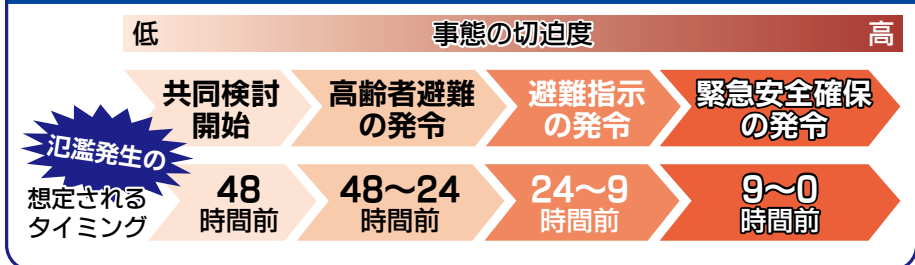 低 事態の切迫度 高
共同検討
開始
高齢者避難
の発令
避難指示
の発令
緊急安全確保
の発令
氾濫発生の
想定される
タイミング
48
時間前
48〜24
時間前
24〜9
時間前
9〜0
時間前